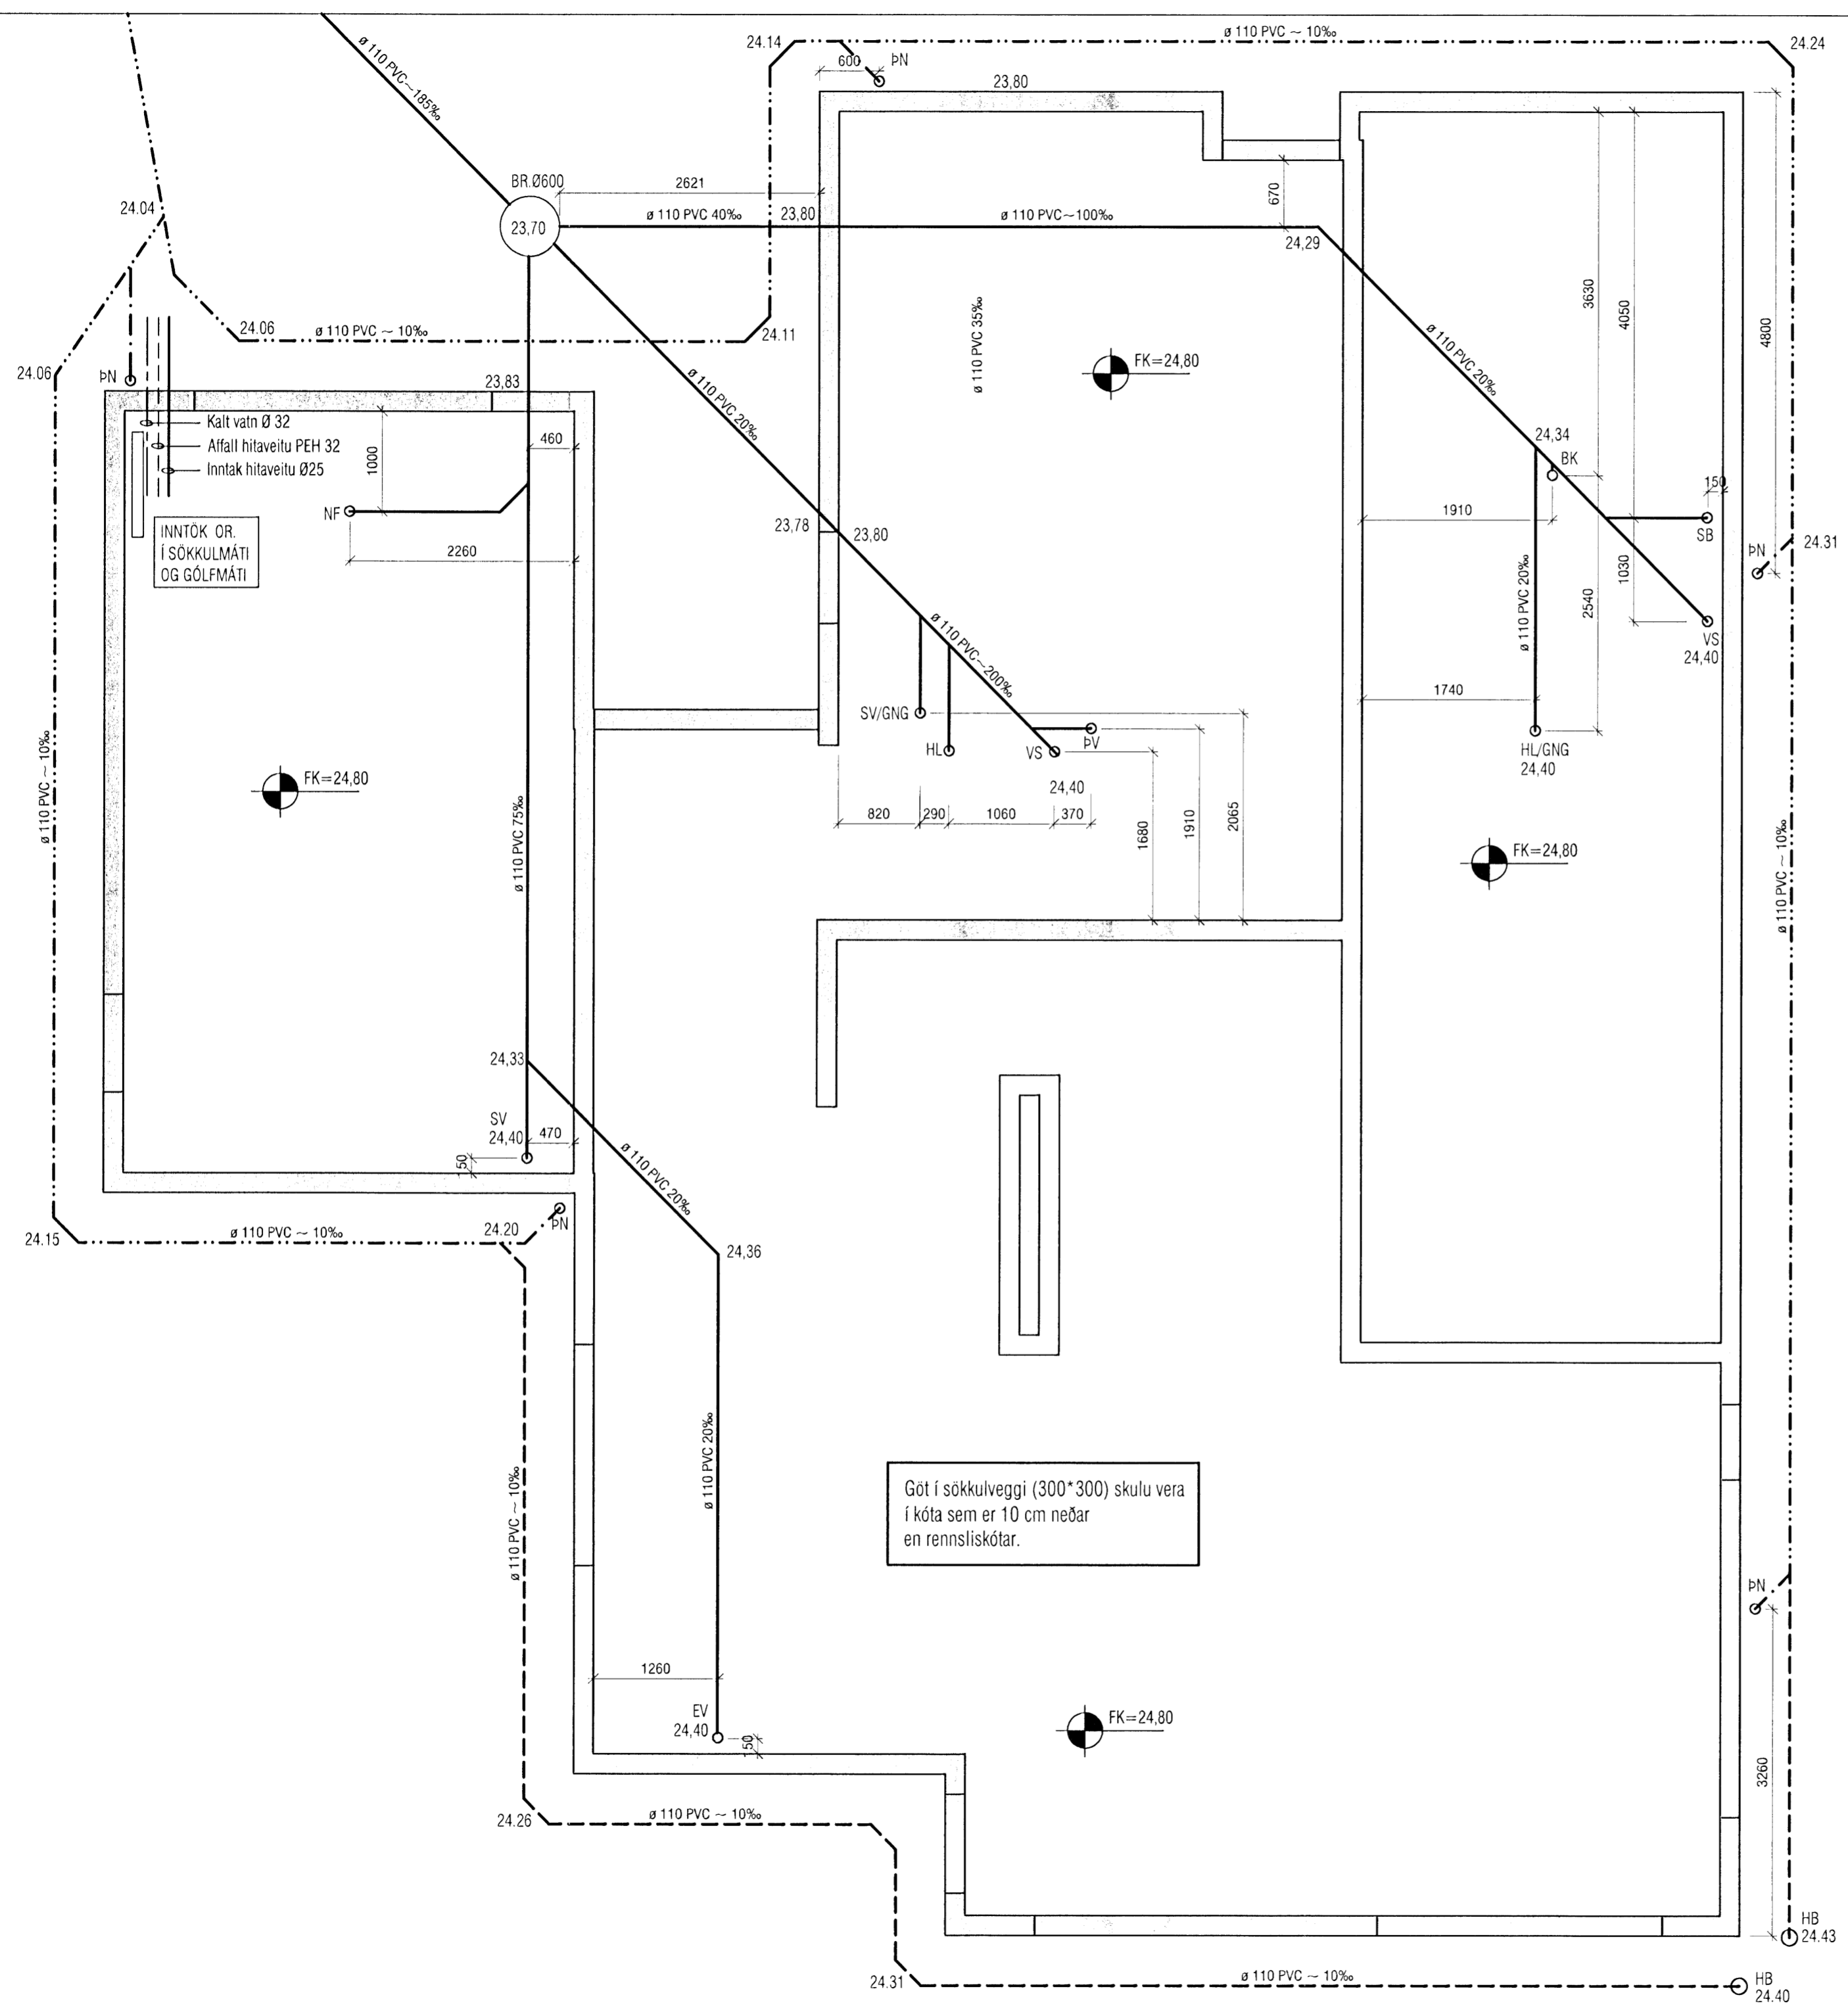 ø 110 PVC ~ 10‰
24.14
24.24
ø 110 PVC~185‰
600
ÞN
23,80
BR.Ø600
2621
24.04
23,70
ø 110 PVC 40‰
23,80
ø 110 PVC~100‰
670
24,29
3630
4050
4800
24.06
ø 110 PVC ~ 10‰
24.11
ø 110 PVC 35‰
ø 110 PVC 20‰
FK=24,80
24.06
ÞN
23,83
ø 110 PVC 20‰
Kalt vatn Ø 32
Affall hitaveitu PEH 32
Inntak hitaveitu Ø25
460
1000
24,34
BK
150
NF
INNTÖK OR.
Í SÖKKULMÁTI
OG GÓLFMÁTI
2260
23,78
23,80
1910
SB
ÞN
24.31
1030
2540
ø 110 PVC 20‰
VS
24,40
ø 110 PVC~200‰
1740
SV/GNG
HL
VS
ÞV
HL/GNG
24,40
24,40
FK=24,80
ø 110 PVC ~ 10‰
ø 110 PVC 75‰
820
290
1060
370
1680
1910
2065
FK=24,80
ø 110 PVC ~ 10‰
24,33
SV
24,40
470
150
ø 110 PVC 20‰
24.15
ø 110 PVC ~ 10‰
24.20
ÞN
24,36
ø 110 PVC ~ 10‰
ø 110 PVC 20‰
Göt í sökkulveggi (300*300) skulu vera
í kóta sem er 10 cm neðar
en rennsliskótar.
ÞN
1260
EV
24,40
150
FK=24,80
3260
24.26
ø 110 PVC ~ 10‰
HB
24.43
24.31
ø 110 PVC ~ 10‰
HB
24.40